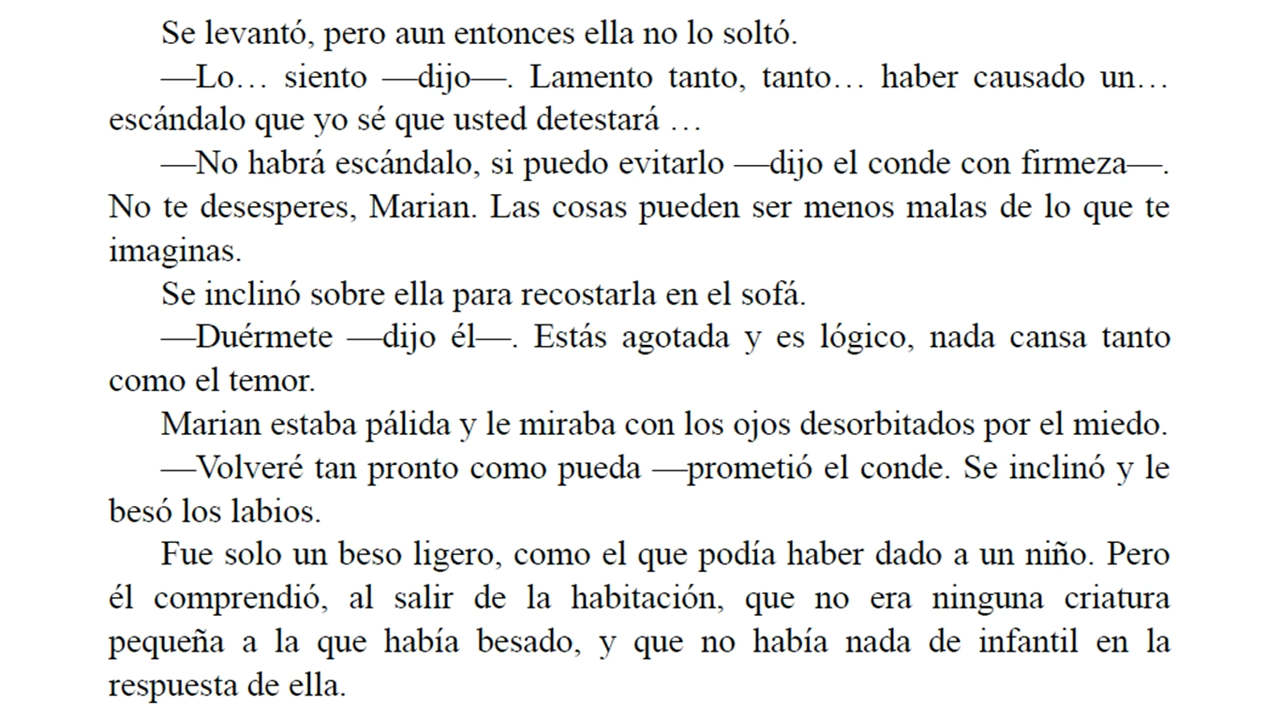 Se levantó, pero aun entonces ella no lo soltó.
—Lo… siento —dijo—. Lamento tanto, tanto… haber causado un…
escándalo que yo sé que usted detestará …
—No habrá escándalo, si puedo evitarlo —dijo el conde con firmeza—.
No te desesperes, Marian. Las cosas pueden ser menos malas de lo que te
imaginas.
Se inclinó sobre ella para recostarla en el sofá.
—Duérmete —dijo él—. Estás agotada y es lógico, nada cansa tanto
como el temor.
Marian estaba pálida y le miraba con los ojos desorbitados por el miedo.
—Volveré tan pronto como pueda —prometió el conde. Se inclinó y le
besó los labios.
Fue solo un beso ligero, como el que podía haber dado a un niño. Pero
él comprendió, al salir de la habitación, que no era ninguna criatura
pequeña a la que había besado, y que no había nada de infantil en la
respuesta de ella.